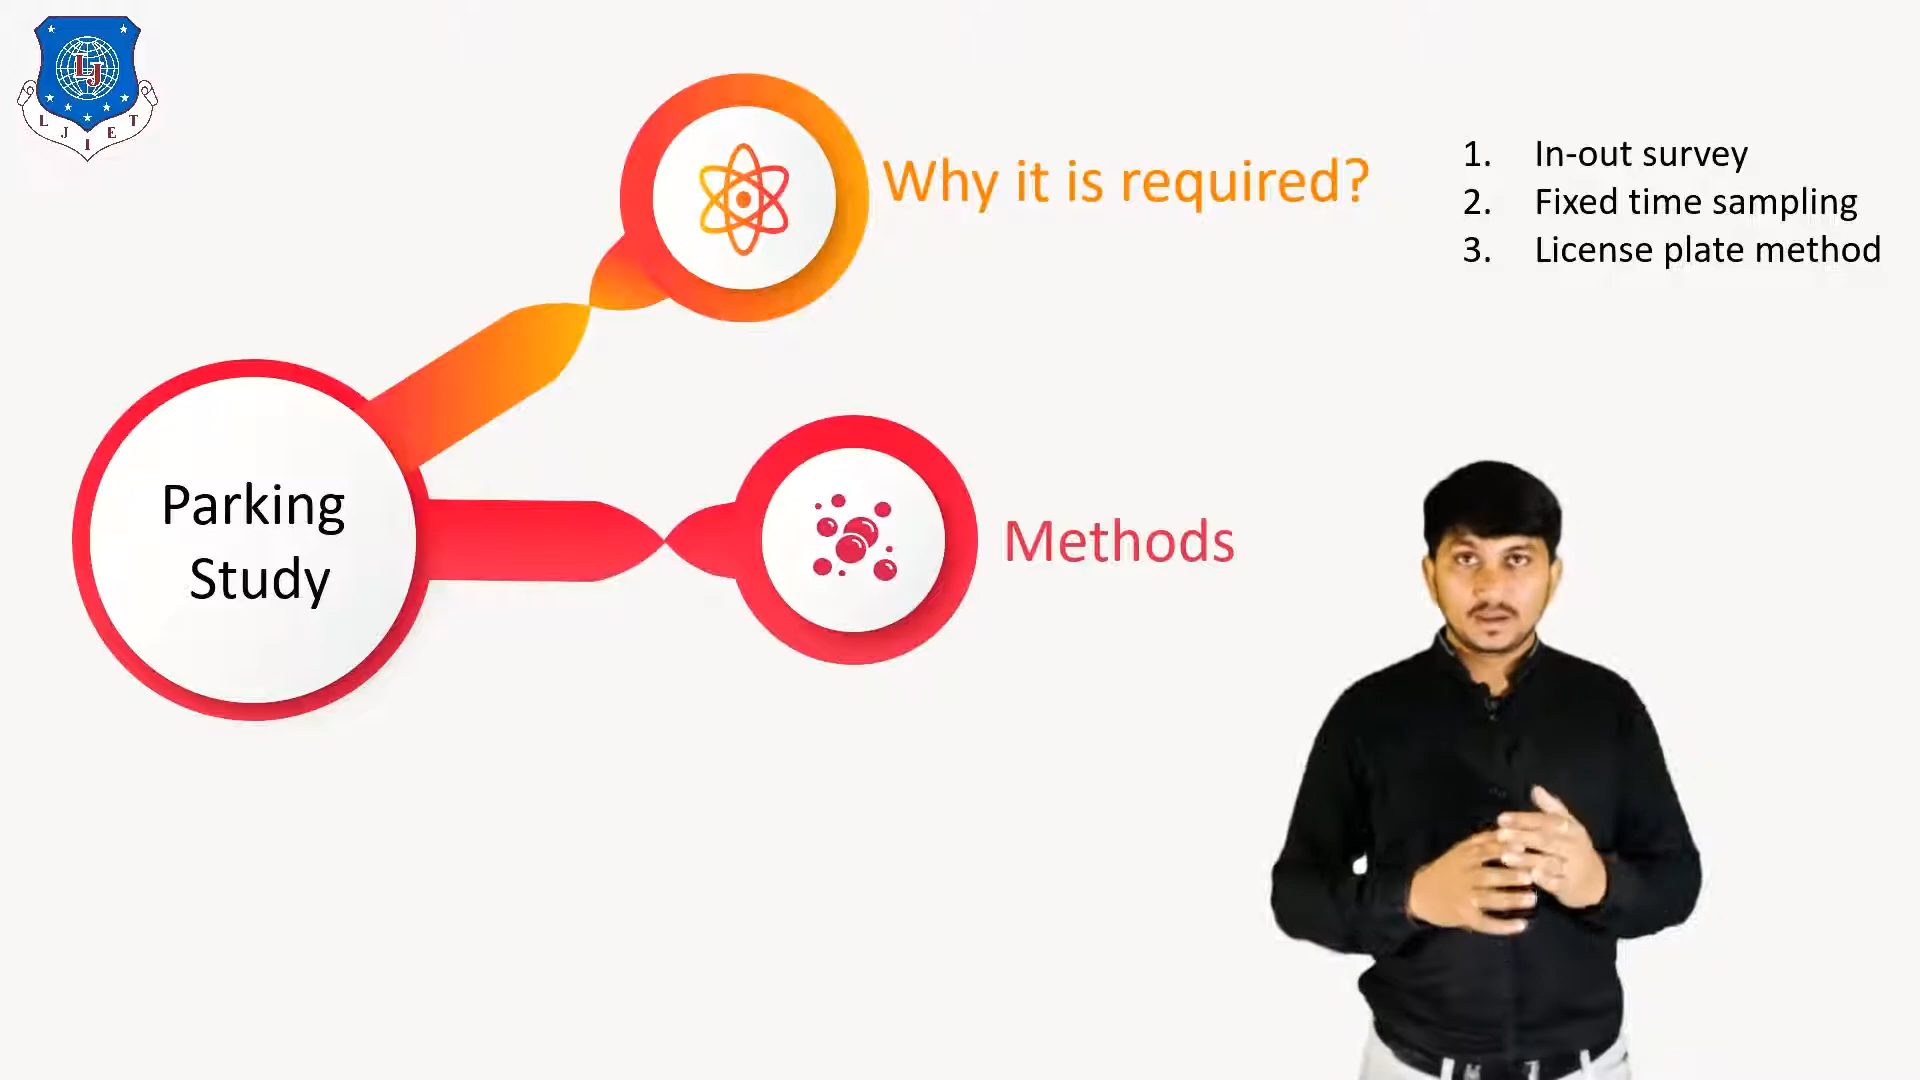 LJ
L J I E T
Why it is required?
1. In-out survey
2. Fixed time sampling
3. License plate method
Parking
Study
Methods